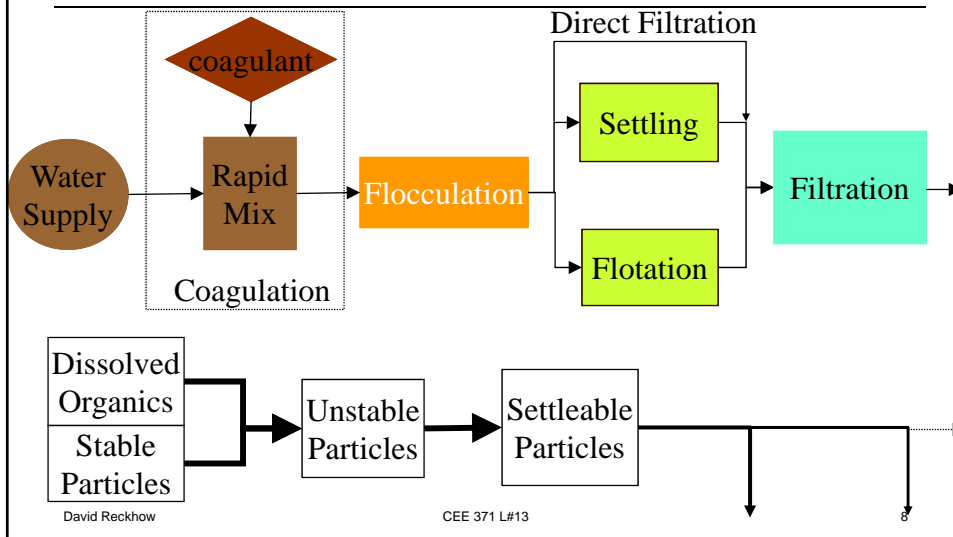 Direct Filtration
coagulant
Settling
Water
Supply
Rapid
Mix
Flocculation
Filtration
Flotation
Coagulation
Dissolved
Organics
Unstable
Particles
Settleable
Particles
Stable
Particles
David Reckhow
CEE 371 L#13
8